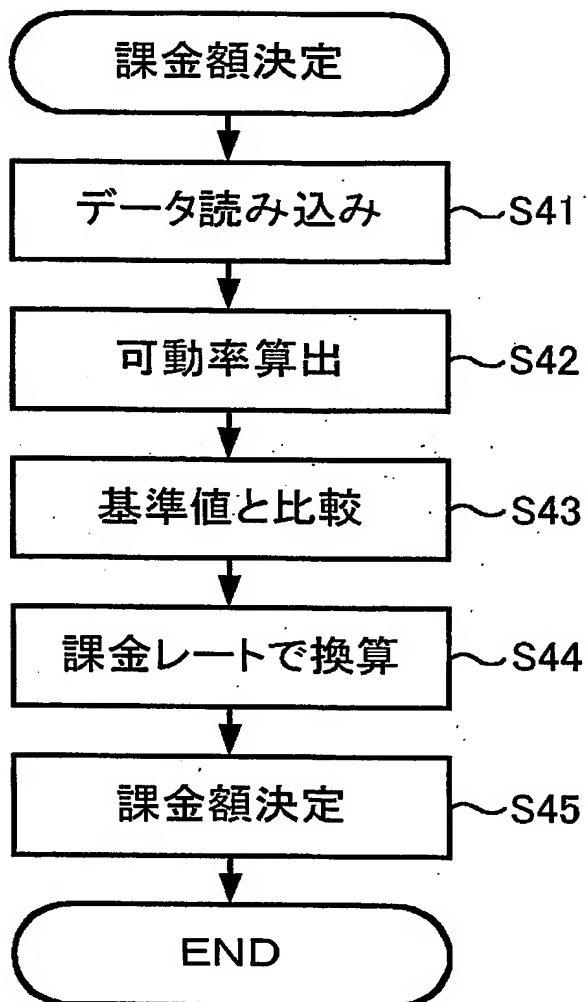 課金額決定
データ読み込み
S41
可動率算出
S42
基準値と比較
S43
課金レートで換算
S44
課金額決定
S45
END